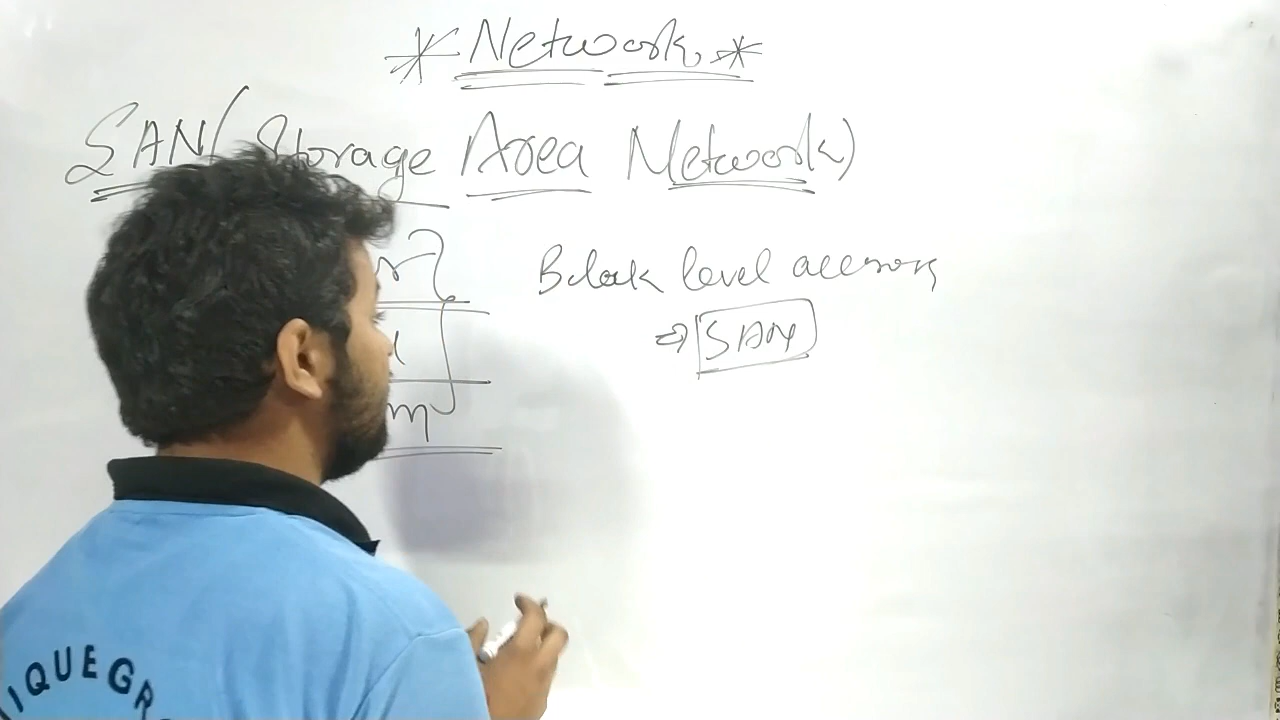 * Network *
SAN (Storage Area Network)
Block level access
⇒ SAN
m
IQUEGR